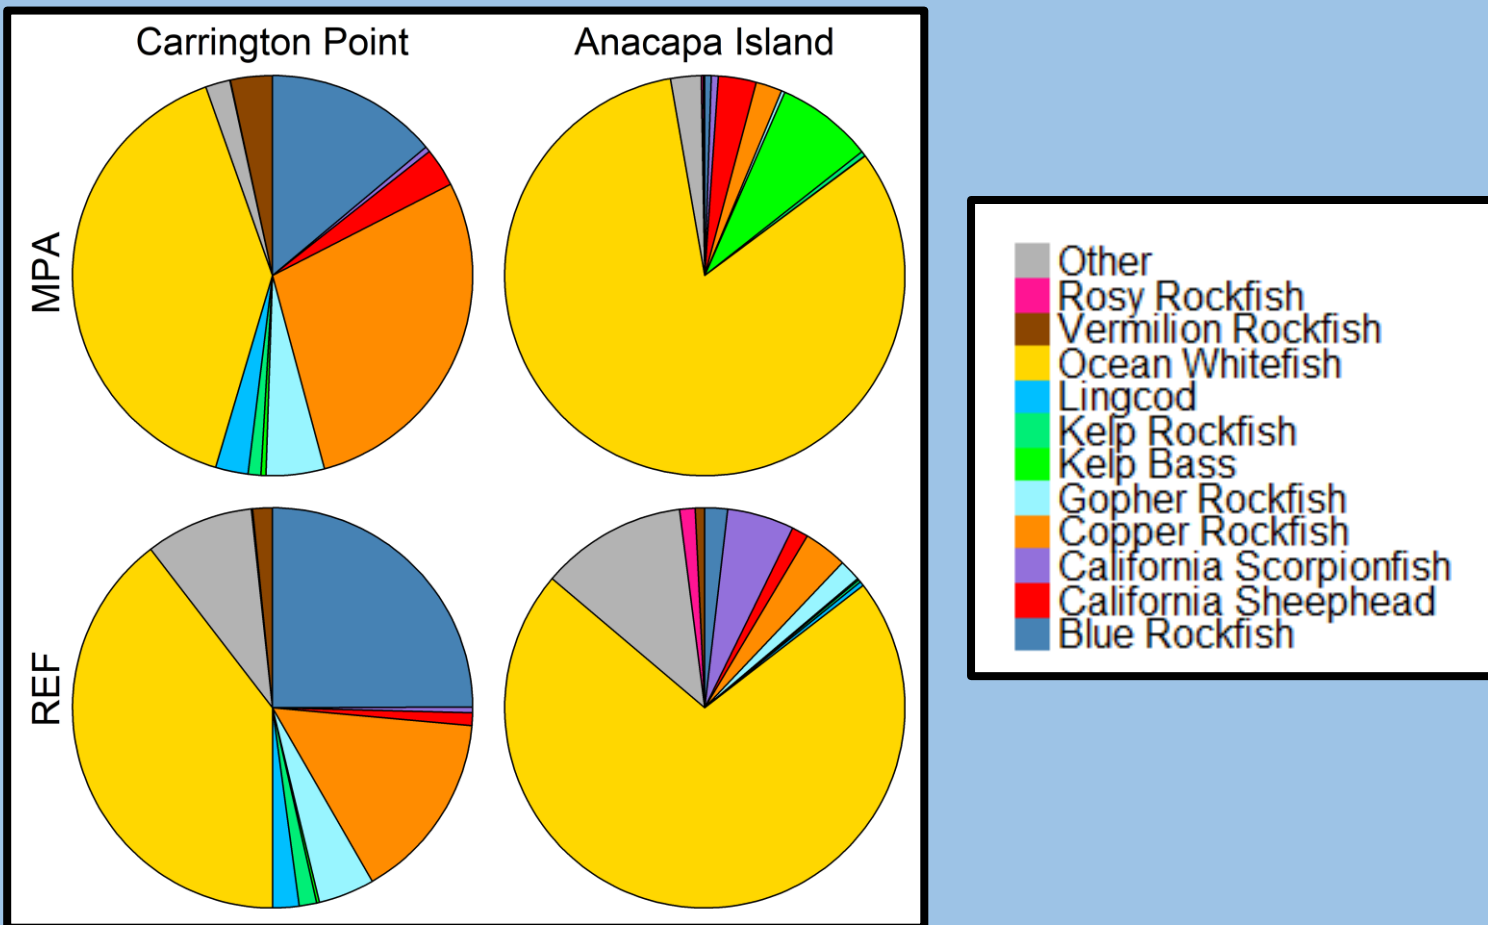 Carrington Point
Anacapa Island
MPA
REF
Other
Rosy Rockfish
Vermilion Rockfish
Ocean Whitefish
Lingcod
Kelp Rockfish
Kelp Bass
Gopher Rockfish
Copper Rockfish
California Scorpionfish
California Sheephead
Blue Rockfish